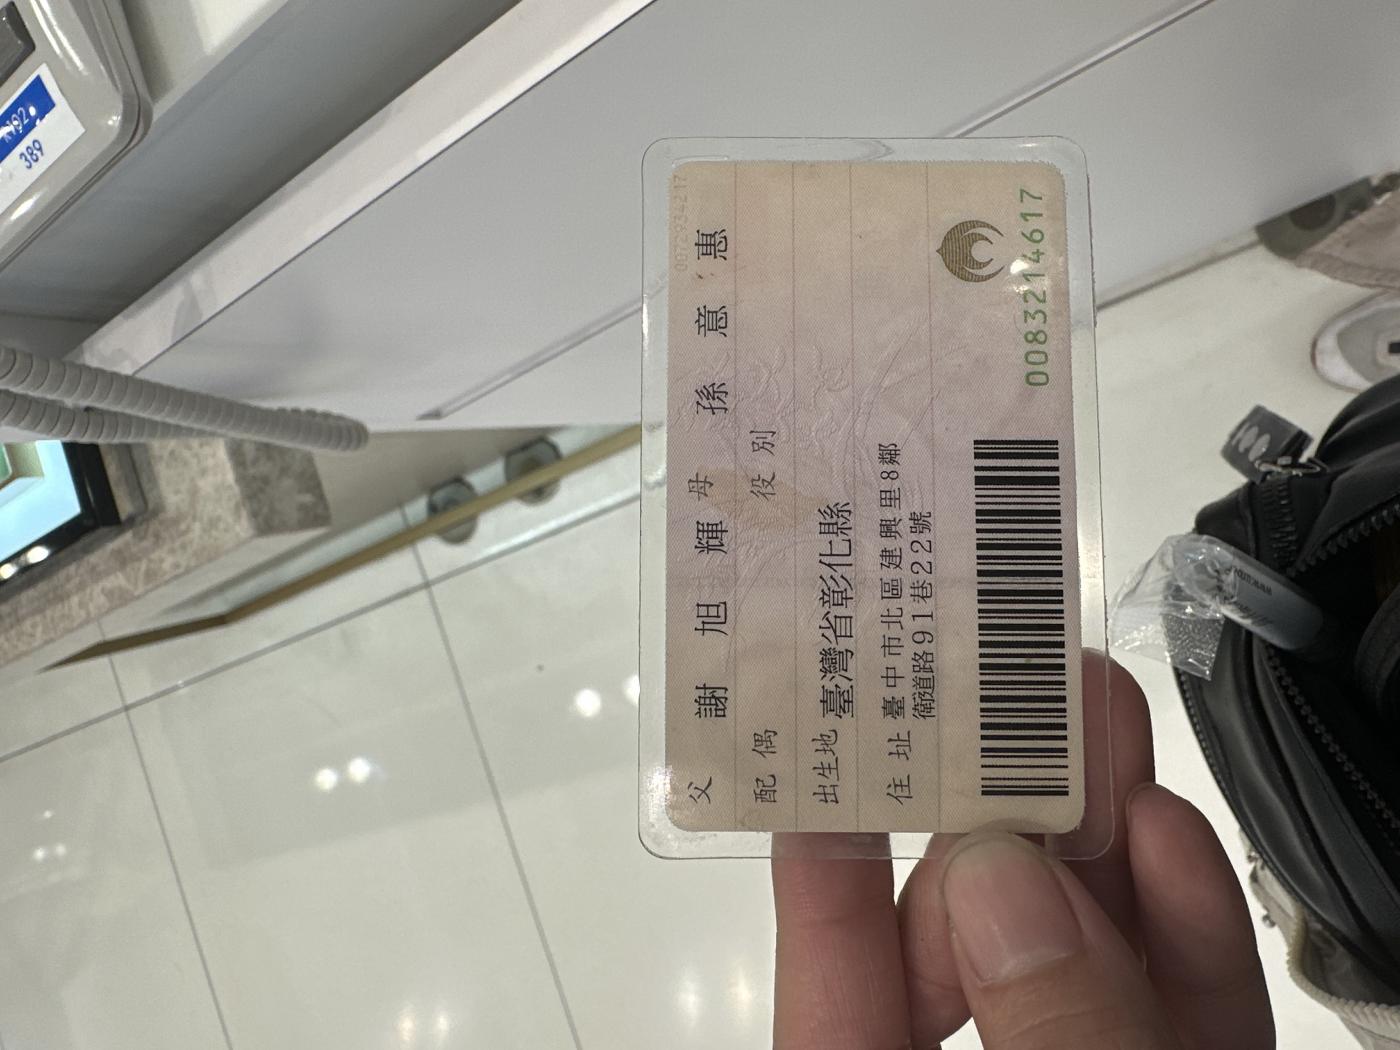 父 謝旭輝 母 孫意惠
配偶 役別
出生地 臺灣省彰化縣
住址 臺中市北區建興里8鄰
衛道路91巷22號
0083214617
389